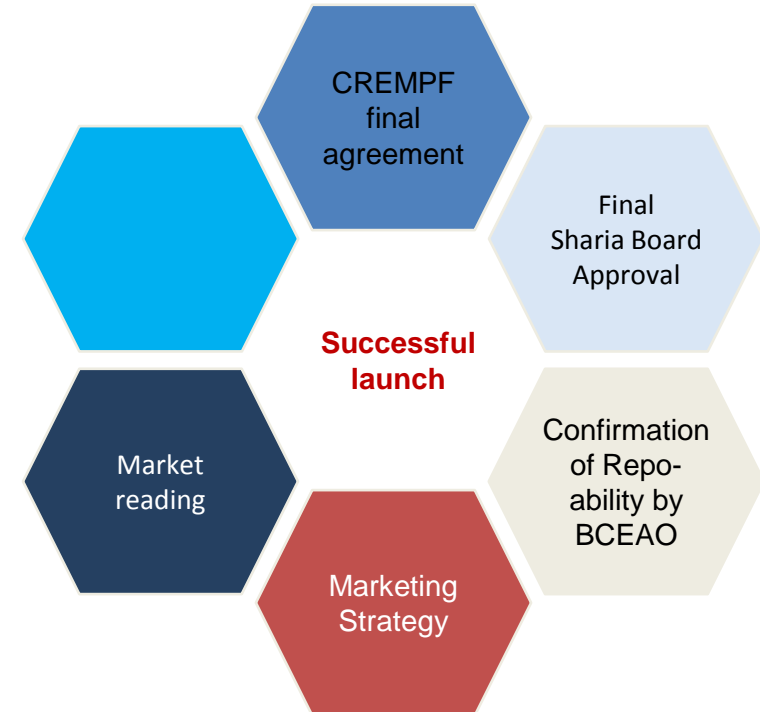 CREMPF
final
agreement
Final
Sharia Board
Approval
Successful
launch
Confirmation
of Repo-
ability by
BCEAO
Market
reading
Marketing
Strategy